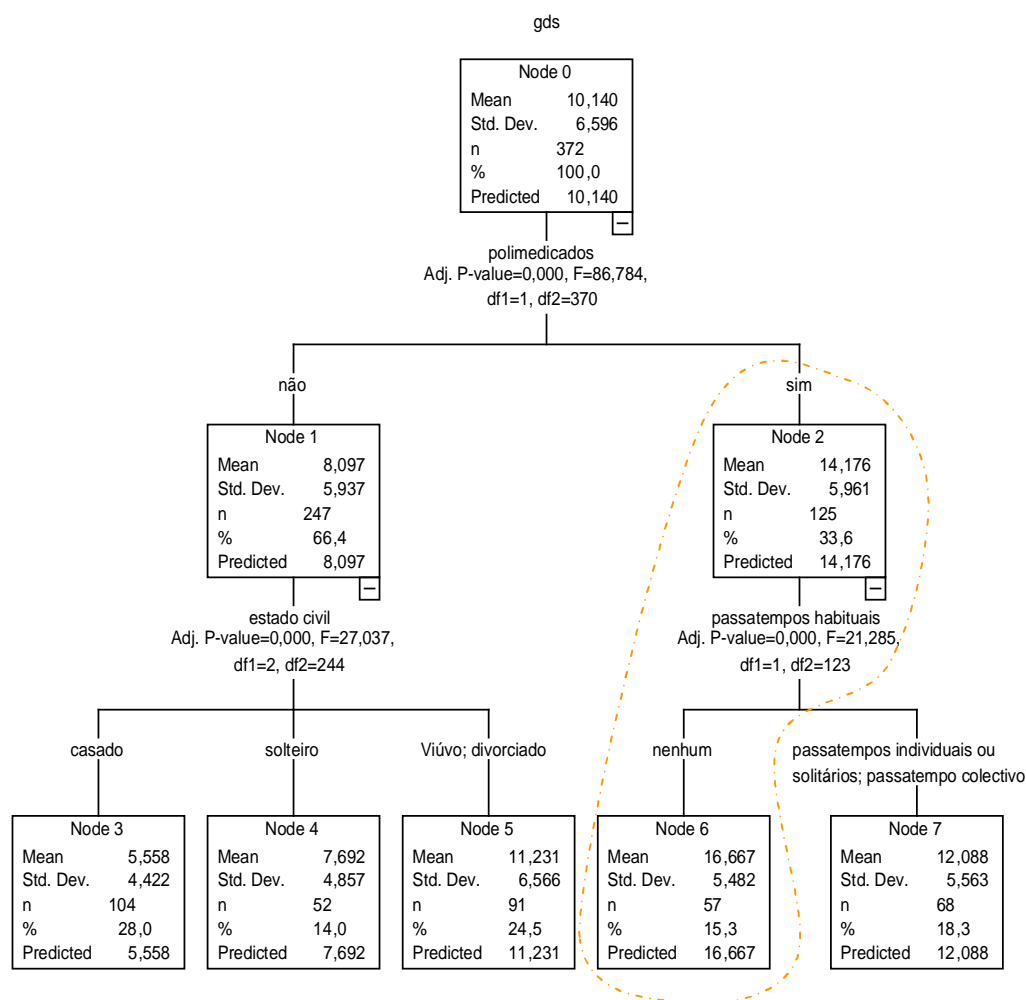 gds
Node 0
Mean 10,140
Std. Dev. 6,596
n 372
% 100,0
Predicted 10,140
polimedicados
Adj. P-value=0,000, F=86,784,
df1=1, df2=370
não
sim
Node 1
Mean 8,097
Std. Dev. 5,937
n 247
% 66,4
Predicted 8,097
Node 2
Mean 14,176
Std. Dev. 5,961
n 125
% 33,6
Predicted 14,176
estado civil
Adj. P-value=0,000, F=27,037,
df1=2, df2=244
passatempos habituais
Adj. P-value=0,000, F=21,285,
df1=1, df2=123
casado
solteiro
Viúvo; divorciado
nenhum
passatempos individuais ou
solitários; passatempo colectivo
Node 3
Mean 5,558
Std. Dev. 4,422
n 104
% 28,0
Predicted 5,558
Node 4
Mean 7,692
Std. Dev. 4,857
n 52
% 14,0
Predicted 7,692
Node 5
Mean 11,231
Std. Dev. 6,566
n 91
% 24,5
Predicted 11,231
Node 6
Mean 16,667
Std. Dev. 5,482
n 57
% 15,3
Predicted 16,667
Node 7
Mean 12,088
Std. Dev. 5,563
n 68
% 18,3
Predicted 12,088